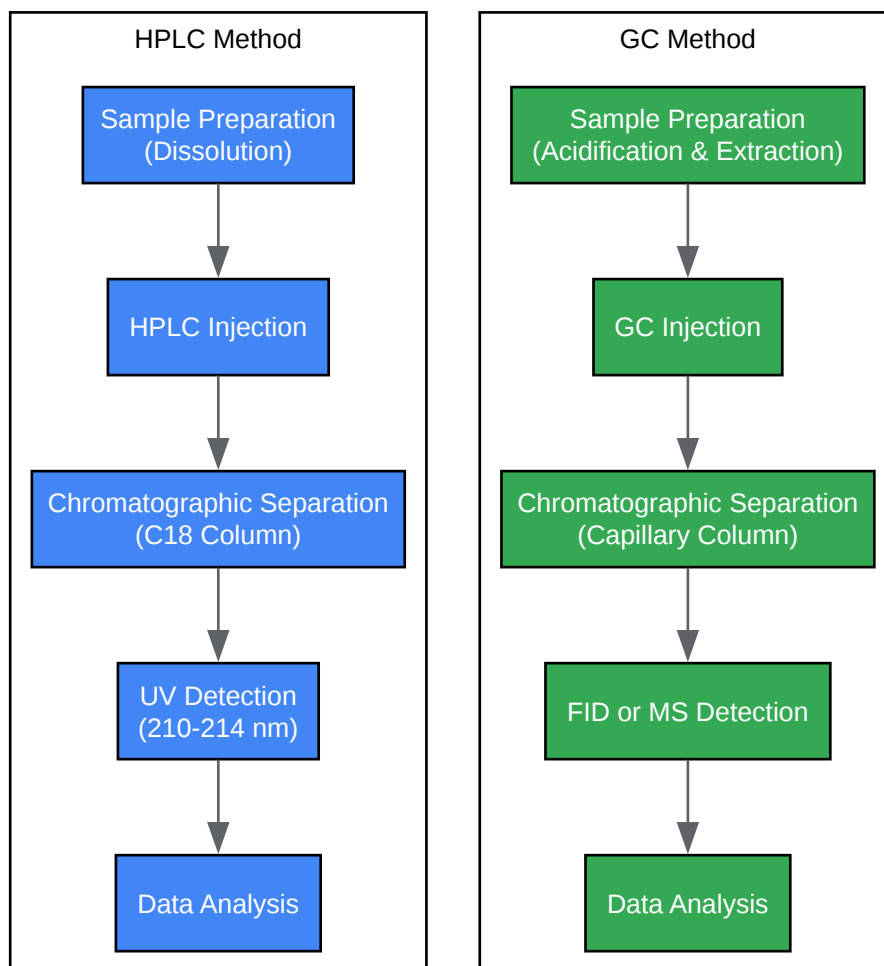 HPLC Method
Sample Preparation
(Dissolution)
HPLC Injection
Chromatographic Separation
(C18 Column)
UV Detection
(210-214 nm)
Data Analysis
GC Method
Sample Preparation
(Acidification & Extraction)
GC Injection
Chromatographic Separation
(Capillary Column)
FID or MS Detection
Data Analysis